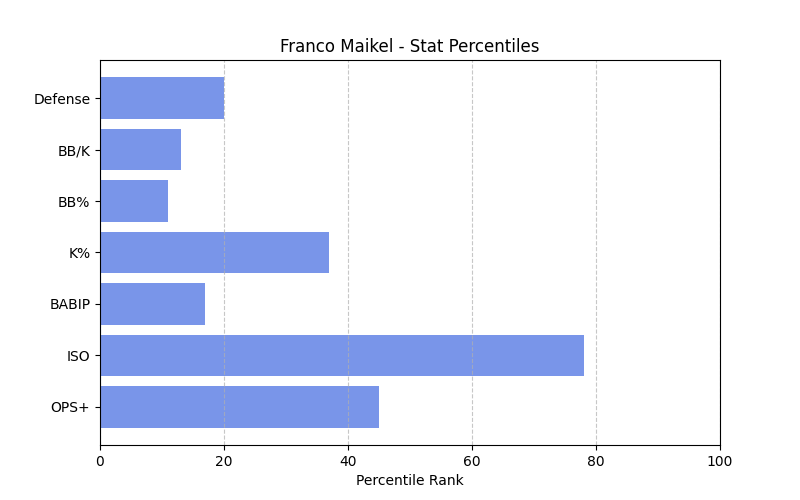 Franco Maikel - Stat Percentiles
Defense
BB/K
BB%
K%
BABIP
ISO
OPS+
0 20 40 60 80 100
Percentile Rank